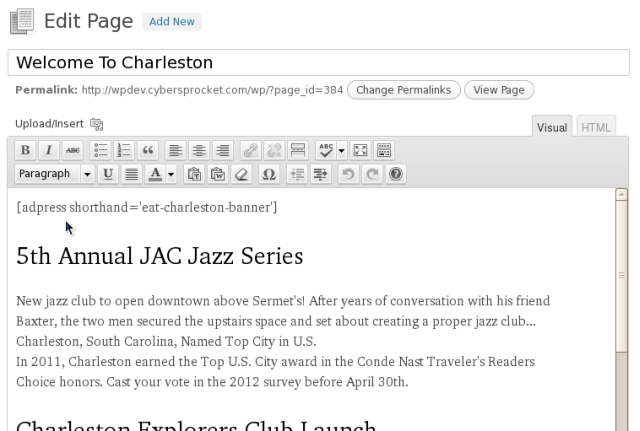 Edit Page Add New
Welcome To Charleston
Permalink: http://wpdev.cybersprocket.com/wp/?page_id=384 Change Permalinks View Page
Upload/Insert
Visual HTML
B I ABC ABC
Paragraph U A Ω
[adpress shorthand='eat-charleston-banner']
5th Annual JAC Jazz Series
New jazz club to open downtown above Sermet's! After years of conversation with his friend
Baxter, the two men secured the upstairs space and set about creating a proper jazz club...
Charleston, South Carolina, Named Top City in U.S.
In 2011, Charleston earned the Top U.S. City award in the Conde Nast Traveler's Readers
Choice honors. Cast your vote in the 2012 survey before April 30th.
Charleston Explorers Club Launch